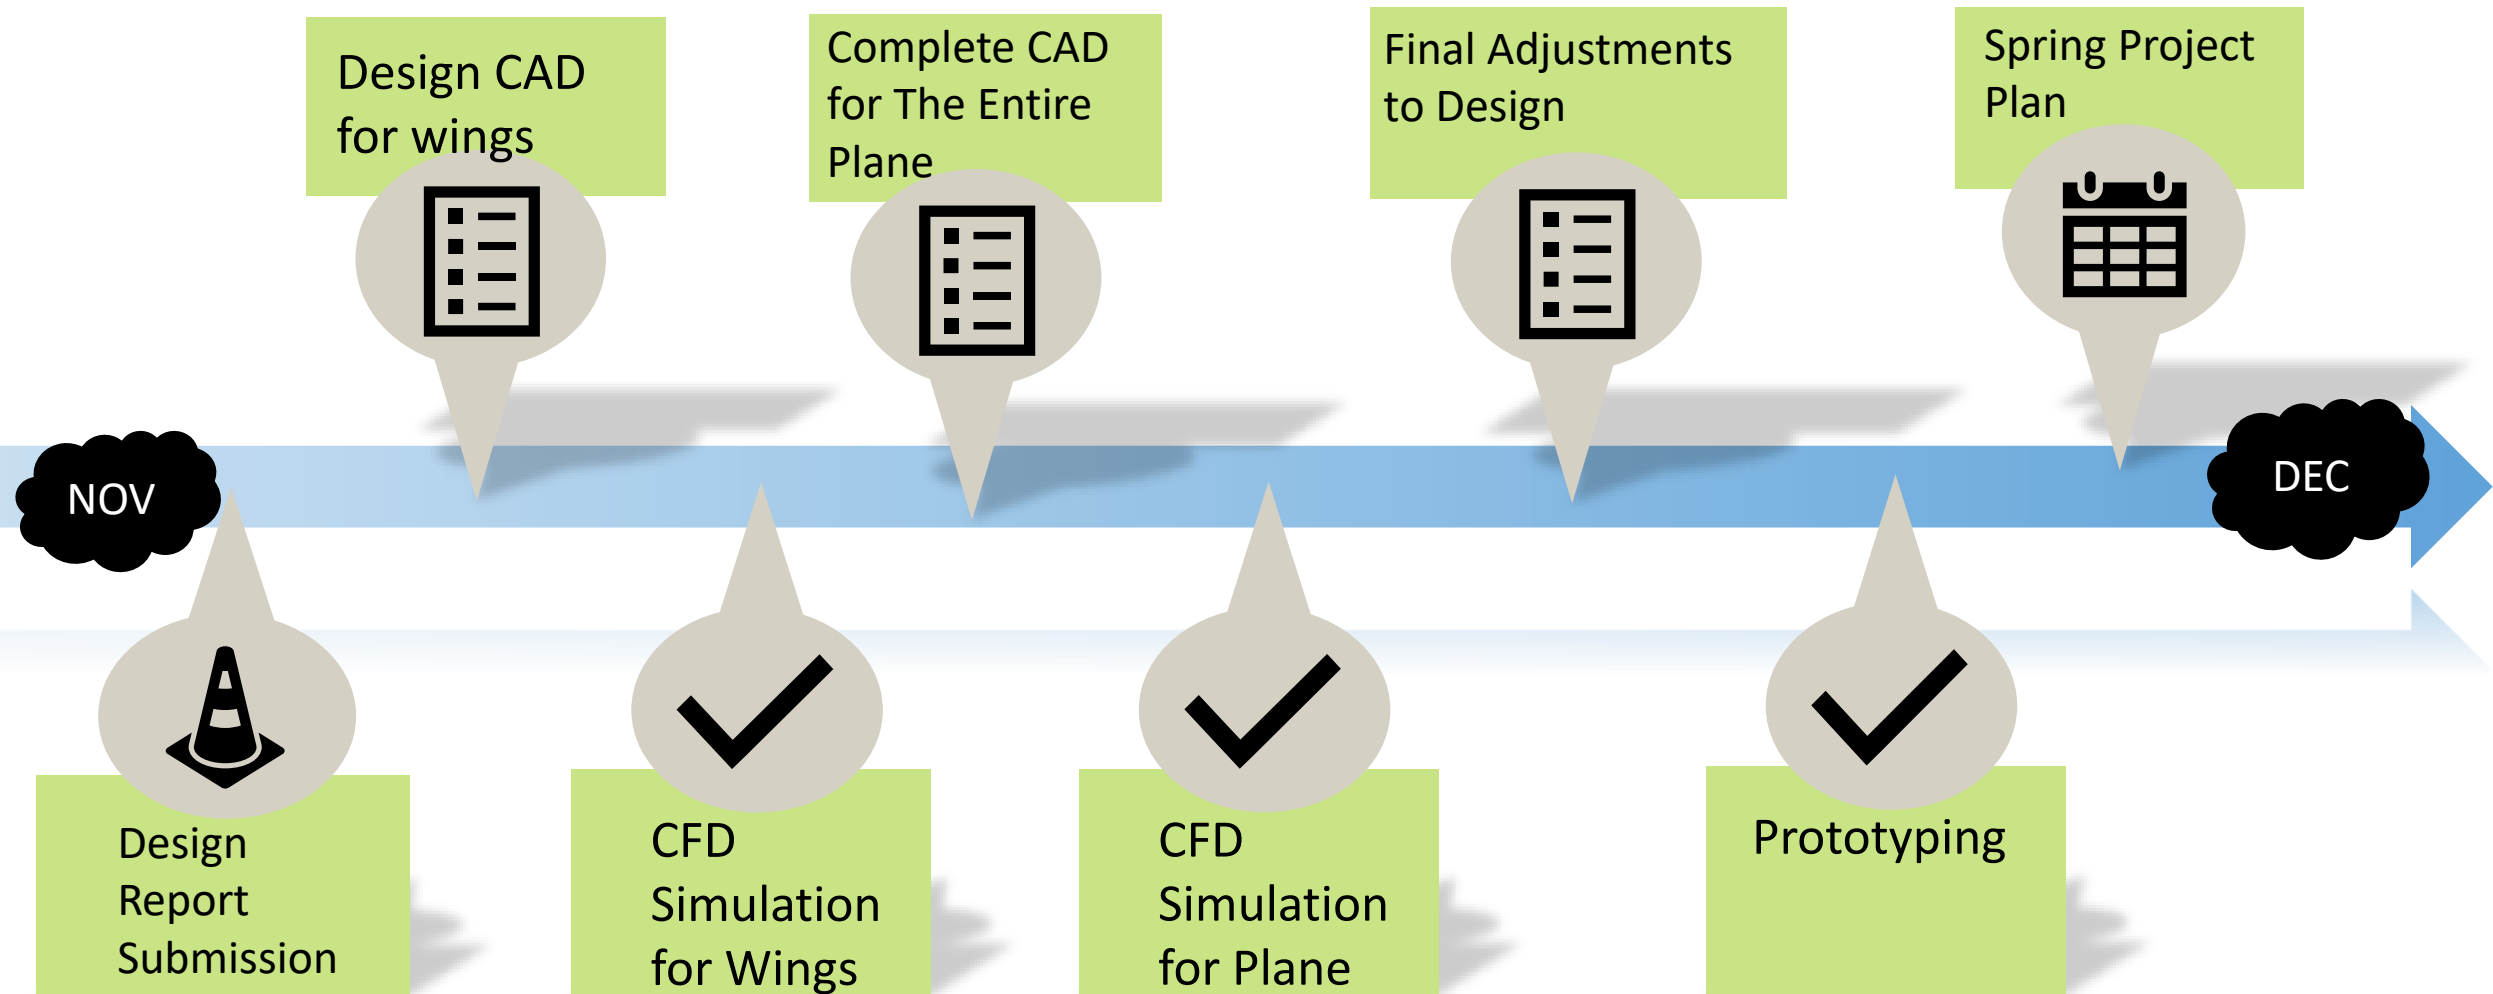 Design CAD
for wings
Complete CAD
for The Entire
Plane
Final Adjustments
to Design
Spring Project
Plan
NOV
DEC
Design
Report
Submission
CFD
Simulation
for Wings
CFD
Simulation
for Plane
Prototyping